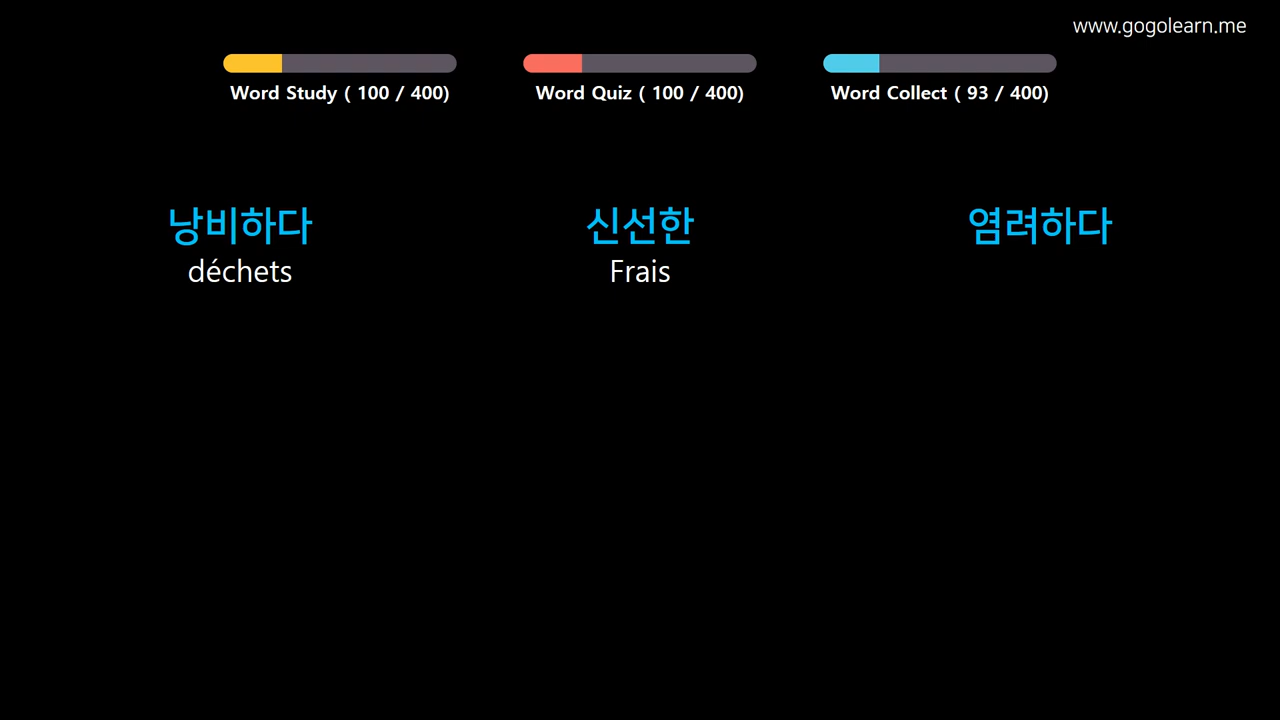 www.gogolearn.me
Word Study ( 100 / 400)
Word Quiz ( 100 / 400)
Word Collect ( 93 / 400)
낭비하다
déchets
신선한
Frais
염려하다